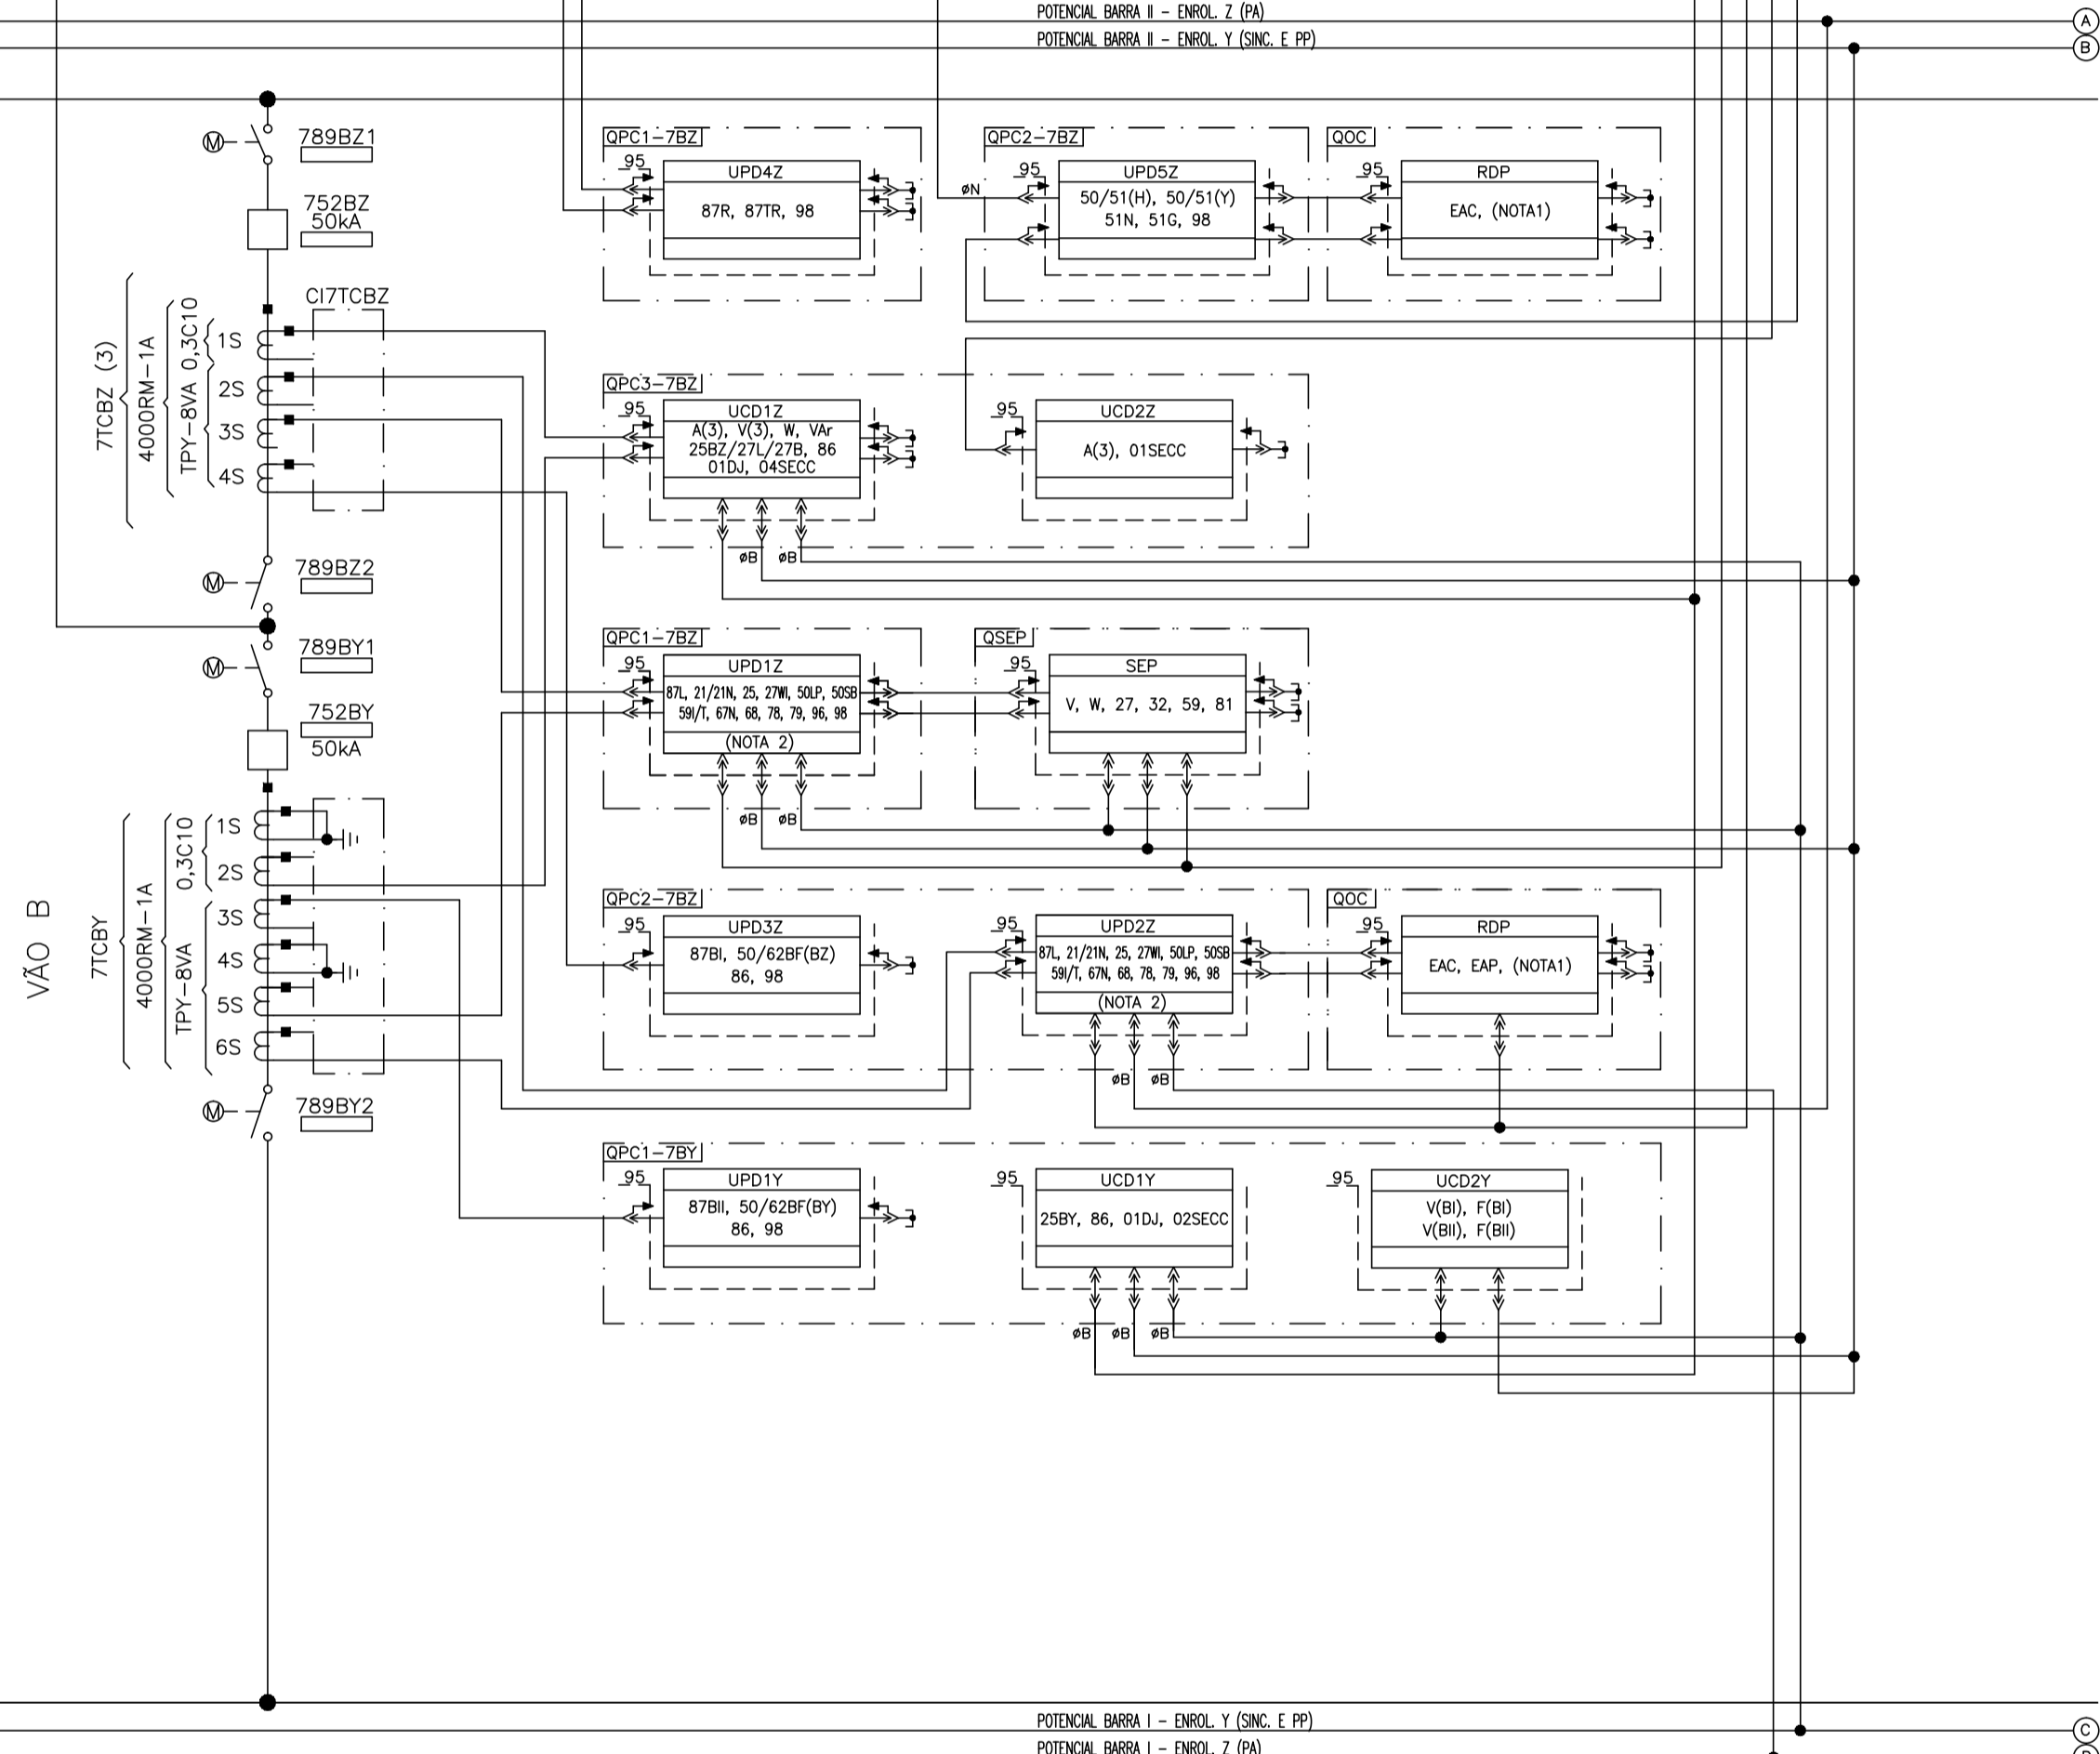 POTENCIAL BARRA II - ENROL. Z (PA)
A
POTENCIAL BARRA II - ENROL. Y (SINC. E PP)
B
M
789BZ1
752BZ
50kA
7TCBZ (3)
4000RM-1A
TPY-8VA 0,3C10
CI7TCBZ
1S
2S
3S
4S
M
789BZ2
M
789BY1
752BY
50kA
VÃO B
7TCBY
4000RM-1A
TPY-8VA
0,3C10
1S
2S
3S
4S
5S
6S
M
789BY2
QPC1-7BZ
95
UPD4Z
87R, 87TR, 98
QPC2-7BZ
øN
95
UPD5Z
50/51(H), 50/51(Y)
51N, 51G, 98
QOC
95
RDP
EAC, (NOTA1)
QPC3-7BZ
95
UCD1Z
A(3), V(3), W, VAr
25BZ/27L/27B, 86
01DJ, 04SECC
øB
øB
95
UCD2Z
A(3), 01SECC
QPC1-7BZ
95
UPD1Z
87L, 21/21N, 25, 27WI, 50LP, 50SB
59I/T, 67N, 68, 78, 79, 96, 98
(NOTA 2)
øB
øB
QSEP
95
SEP
V, W, 27, 32, 59, 81
QPC2-7BZ
95
UPD3Z
87BI, 50/62BF(BZ)
86, 98
95
UPD2Z
87L, 21/21N, 25, 27WI, 50LP, 50SB
59I/T, 67N, 68, 78, 79, 96, 98
(NOTA 2)
øB
øB
QOC
95
RDP
EAC, EAP, (NOTA1)
QPC1-7BY
95
UPD1Y
87BII, 50/62BF(BY)
86, 98
95
UCD1Y
25BY, 86, 01DJ, 02SECC
øB
øB
øB
95
UCD2Y
V(BI), F(BI)
V(BII), F(BII)
POTENCIAL BARRA I - ENROL. Y (SINC. E PP)
C
POTENCIAL BARRA I - ENROL. Z (PA)